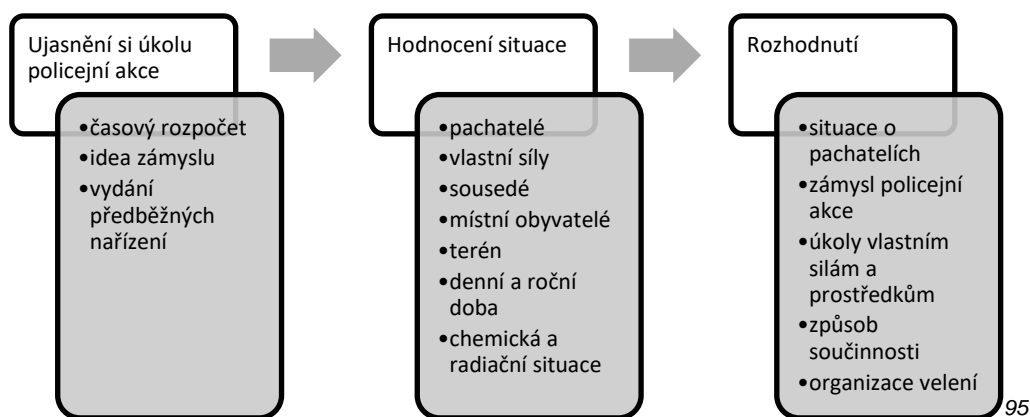 Ujasnění si úkolu
policejní akce
•časový rozpočet
•idea zámyslu
•vydání
předběžných
nařízení
Hodnocení situace
•pachatelé
•vlastní síly
•sousedé
•místní obyvatelé
•terén
•denní a roční
doba
•chemická a
radiační situace
Rozhodnutí
•situace o
pachatelích
•zámysl policejní
akce
•úkoly vlastním
silám a
prostředkům
•způsob
součinnosti
•organizace velení
95